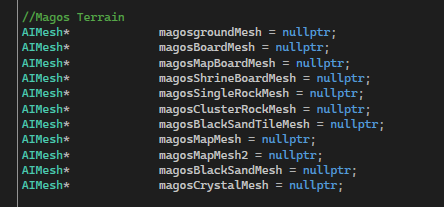 //Magos Terrain
AIMesh* magosgroundMesh = nullptr;
AIMesh* magosBoardMesh = nullptr;
AIMesh* magosMapBoardMesh = nullptr;
AIMesh* magosShrineBoardMesh = nullptr;
AIMesh* magosSingleRockMesh = nullptr;
AIMesh* magosClusterRockMesh = nullptr;
AIMesh* magosBlackSandTileMesh = nullptr;
AIMesh* magosMapMesh = nullptr;
AIMesh* magosMapMesh2 = nullptr;
AIMesh* magosBlackSandMesh = nullptr;
AIMesh* magosCrystalMesh = nullptr;